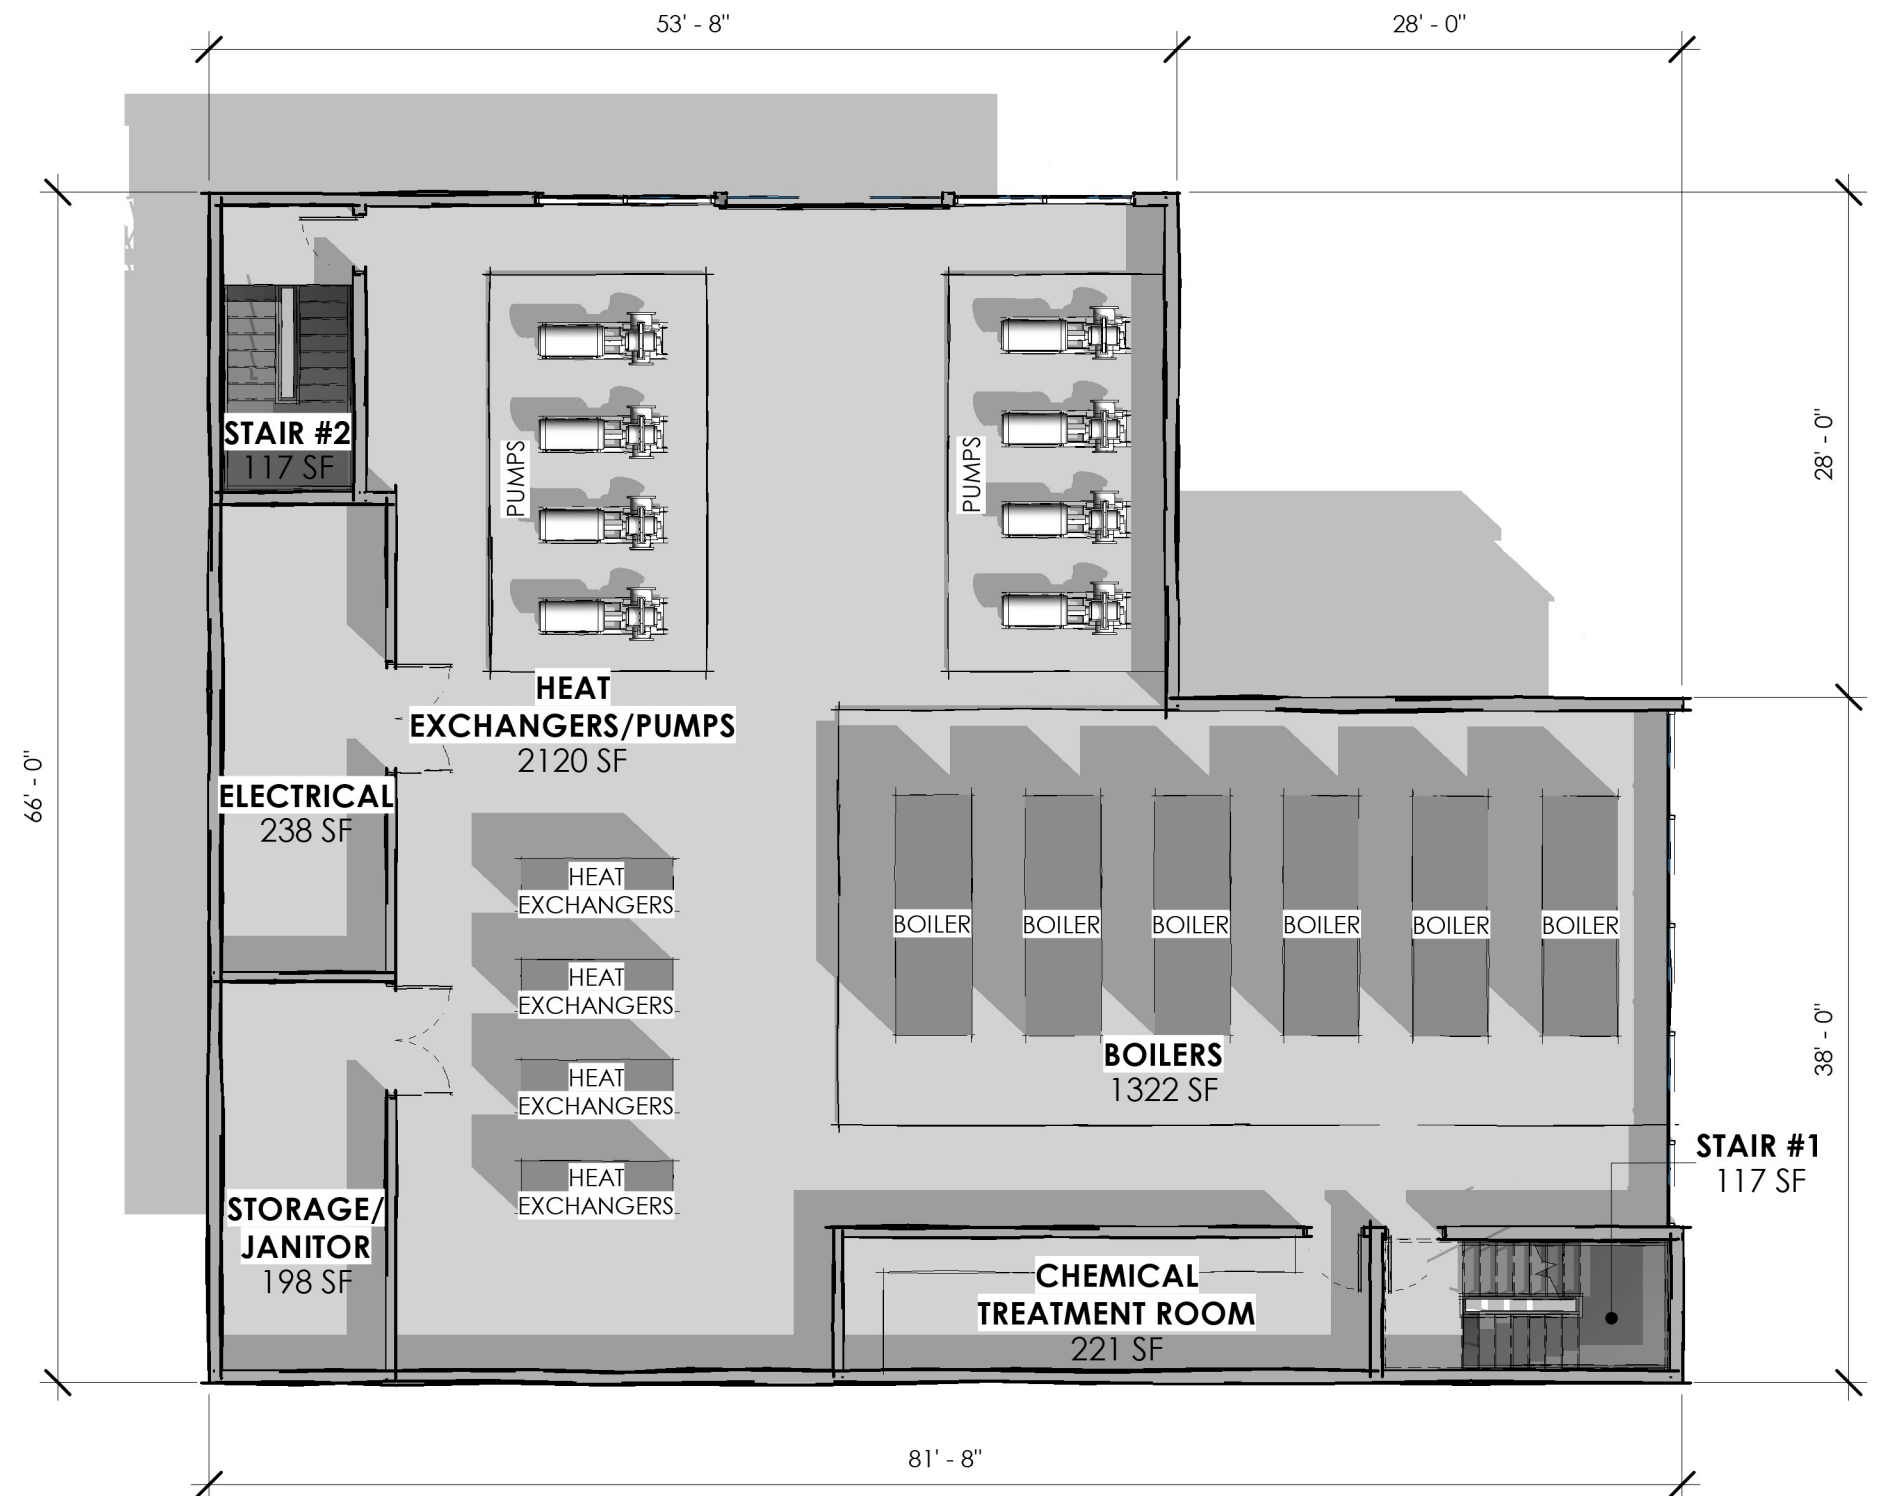 53' - 8"
28' - 0"
STAIR #2
117 SF
PUMPS
PUMPS
28' - 0"
HEAT
EXCHANGERS/PUMPS
2120 SF
66' - 0"
ELECTRICAL
238 SF
HEAT
EXCHANGERS
HEAT
EXCHANGERS
HEAT
EXCHANGERS
HEAT
EXCHANGERS
BOILER
BOILER
BOILER
BOILER
BOILER
BOILER
BOILERS
1322 SF
38' - 0"
STAIR #1
117 SF
STORAGE/
JANITOR
198 SF
CHEMICAL
TREATMENT ROOM
221 SF
81' - 8"